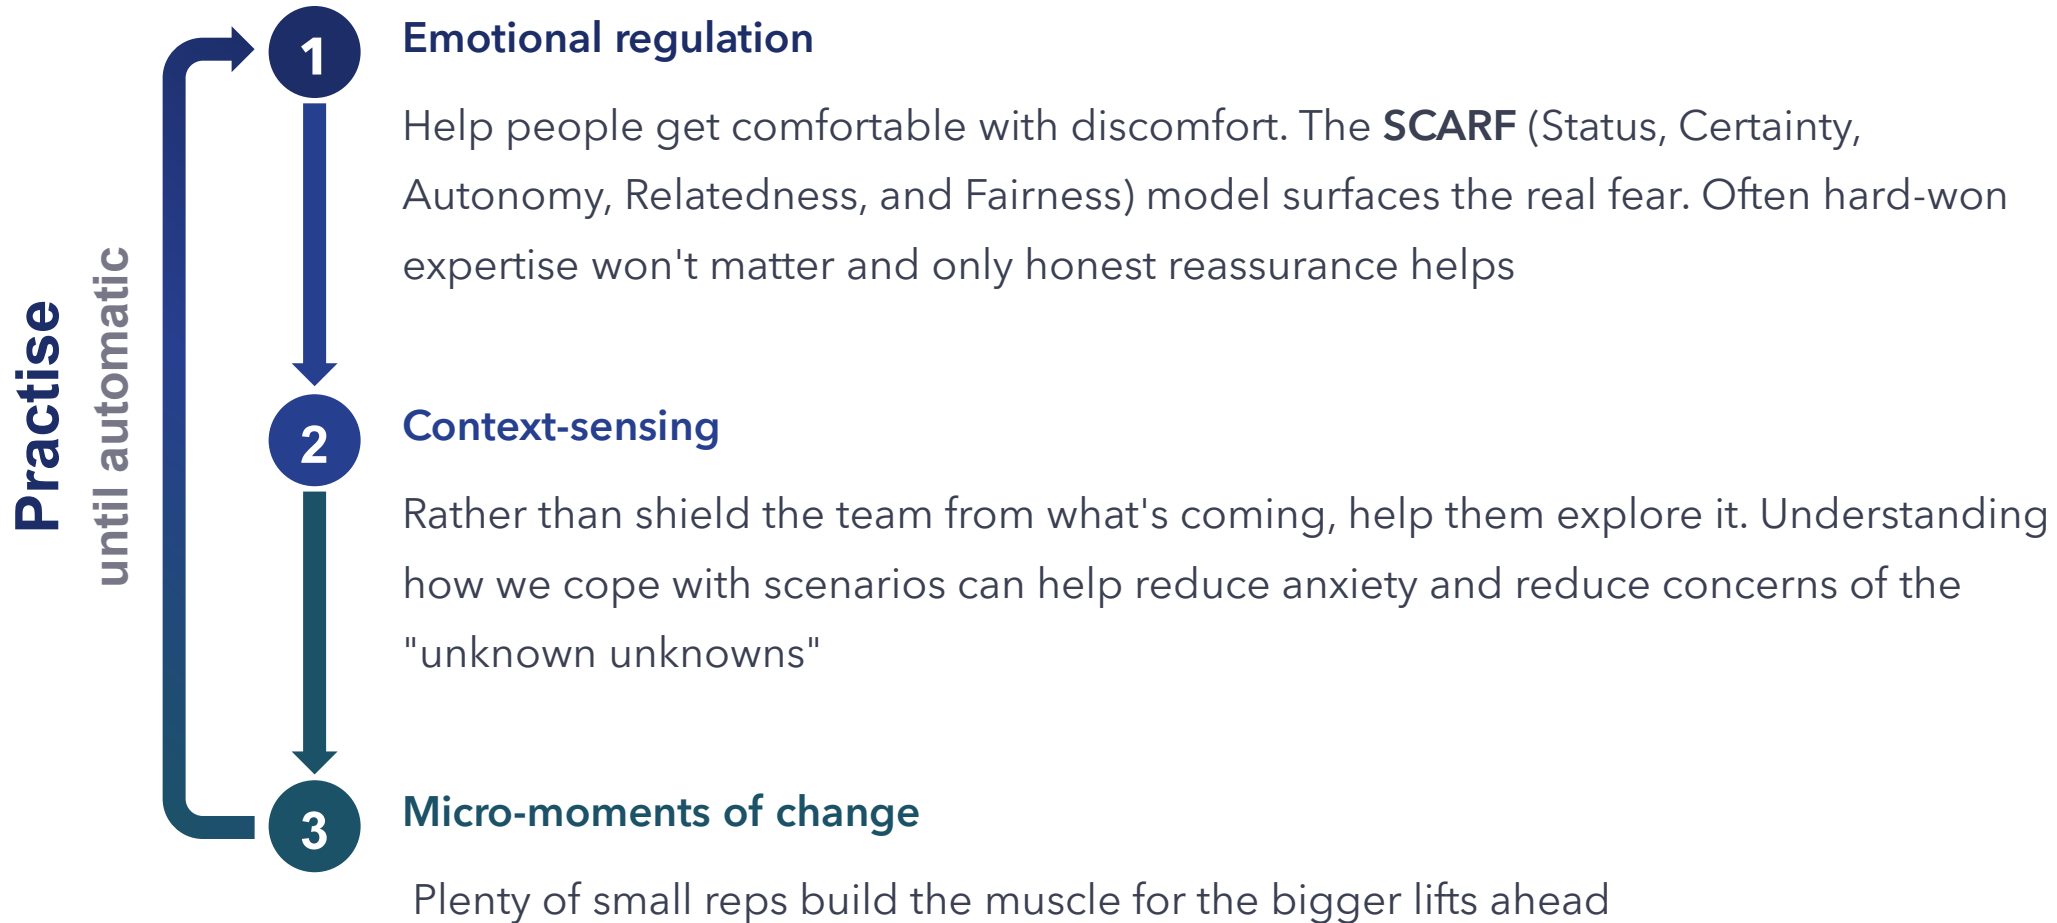 Practise
until automatic
1
Emotional regulation
Help people get comfortable with discomfort. The SCARF (Status, Certainty,
Autonomy, Relatedness, and Fairness) model surfaces the real fear. Often hard-won
expertise won't matter and only honest reassurance helps
2
Context-sensing
Rather than shield the team from what's coming, help them explore it. Understanding
how we cope with scenarios can help reduce anxiety and reduce concerns of the
"unknown unknowns"
3
Micro-moments of change
Plenty of small reps build the muscle for the bigger lifts ahead